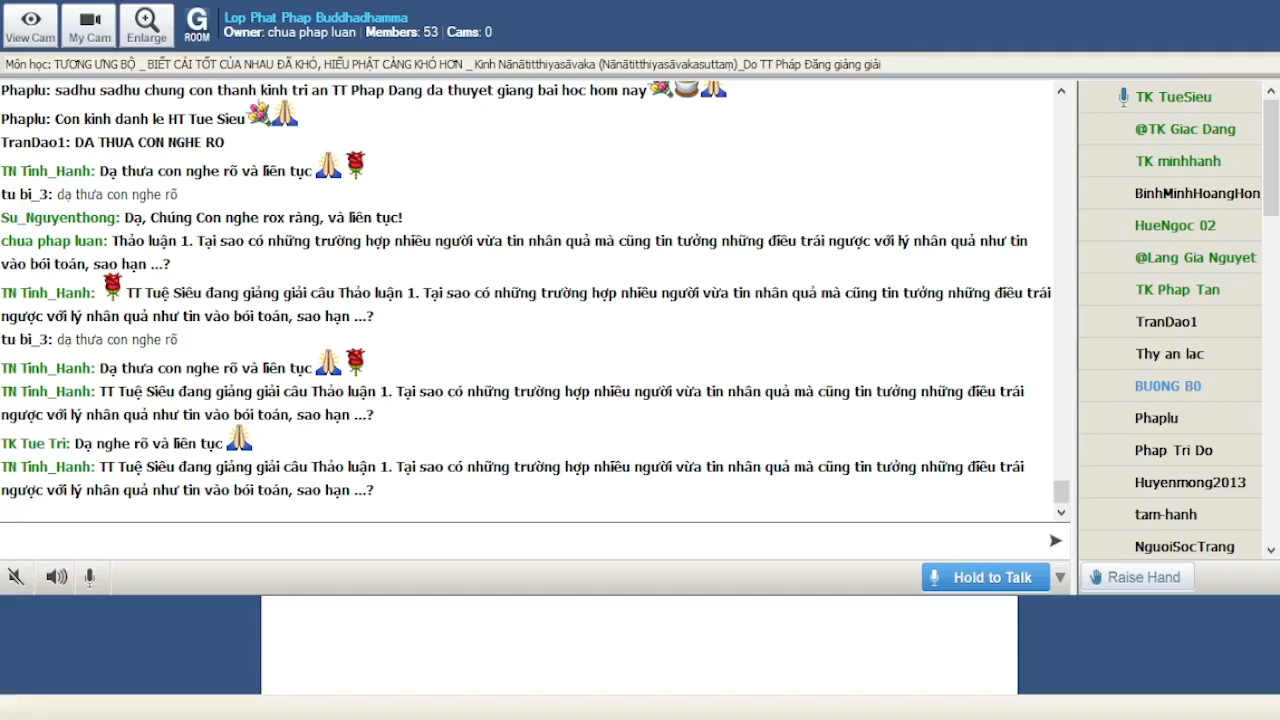 View Cam
My Cam
Enlarge
G
ROOM
Lop Phat Phap Buddhadhamma
Owner: chua phap luan Members: 53 Cams: 0
Môn học: TƯƠNG ƯNG BỘ _ BIẾT CÁI TỐT CỦA NHAU ĐÃ KHÓ, HIỂU PHẬT CÀNG KHÓ HƠN _ Kinh Nānātitthiyasāvaka (Nānātitthiyasāvakasuttaṃ)_Do TT Pháp Đăng giảng giải
Phaplu: sadhu sadhu chung con thanh kinh tri an TT Phap Dang da thuyet giang bai hoc hom nay
Phaplu: Con kinh danh le HT Tue Sieu
TranDao1: DA THUA CON NGHE RO
TN Tinh_Hanh: Dạ thưa con nghe rõ và liên tục
tu bi_3: dạ thưa con nghe rõ
Su_Nguyenthong: Dạ, Chúng Con nghe rox ràng, và liên tục!
chua phap luan: Thảo luận 1. Tại sao có những trường hợp nhiều người vừa tin nhân quả mà cũng tin tưởng những điều trái ngược với lý nhân quả như tin
vào bói toán, sao hạn ...?
TN Tinh_Hanh: TT Tuệ Siêu đang giảng giải câu Thảo luận 1. Tại sao có những trường hợp nhiều người vừa tin nhân quả mà cũng tin tưởng những điều trái
ngược với lý nhân quả như tin vào bói toán, sao hạn ...?
tu bi_3: dạ thưa con nghe rõ
TN Tinh_Hanh: Dạ thưa con nghe rõ và liên tục
TN Tinh_Hanh: TT Tuệ Siêu đang giảng giải câu Thảo luận 1. Tại sao có những trường hợp nhiều người vừa tin nhân quả mà cũng tin tưởng những điều trái
ngược với lý nhân quả như tin vào bói toán, sao hạn ...?
TK Tue Tri: Dạ nghe rõ và liên tục
TN Tinh_Hanh: TT Tuệ Siêu đang giảng giải câu Thảo luận 1. Tại sao có những trường hợp nhiều người vừa tin nhân quả mà cũng tin tưởng những điều trái
ngược với lý nhân quả như tin vào bói toán, sao hạn ...?
Hold to Talk
TK TueSieu
@TK Giac Dang
TK minhhanh
BinhMinhHoangHon
HueNgoc 02
@Lang Gia Nguyet
TK Phap Tan
TranDao1
Thy an lac
BU0NG B0
Phaplu
Phap Tri Do
Huyenmong2013
tam-hanh
NguoiSocTrang
Raise Hand